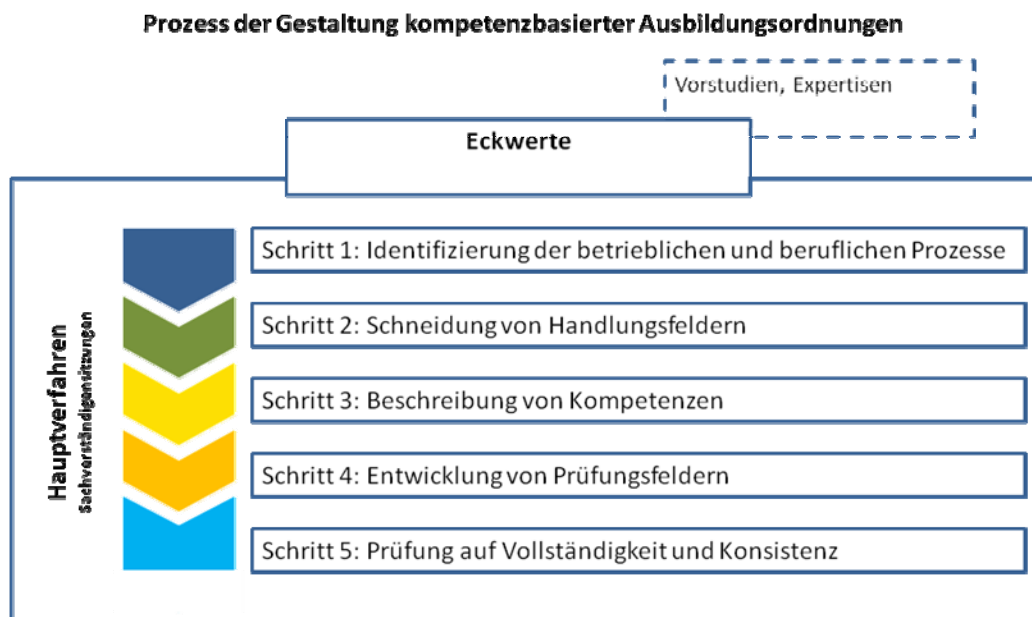 Prozess der Gestaltung kompetenzbasierter Ausbildungsordnungen
Vorstudien, Expertisen
Eckwerte
Hauptverfahren
Sachverständigensitzungen
Schritt 1: Identifizierung der betrieblichen und beruflichen Prozesse
Schritt 2: Schneidung von Handlungsfeldern
Schritt 3: Beschreibung von Kompetenzen
Schritt 4: Entwicklung von Prüfungsfeldern
Schritt 5: Prüfung auf Vollständigkeit und Konsistenz